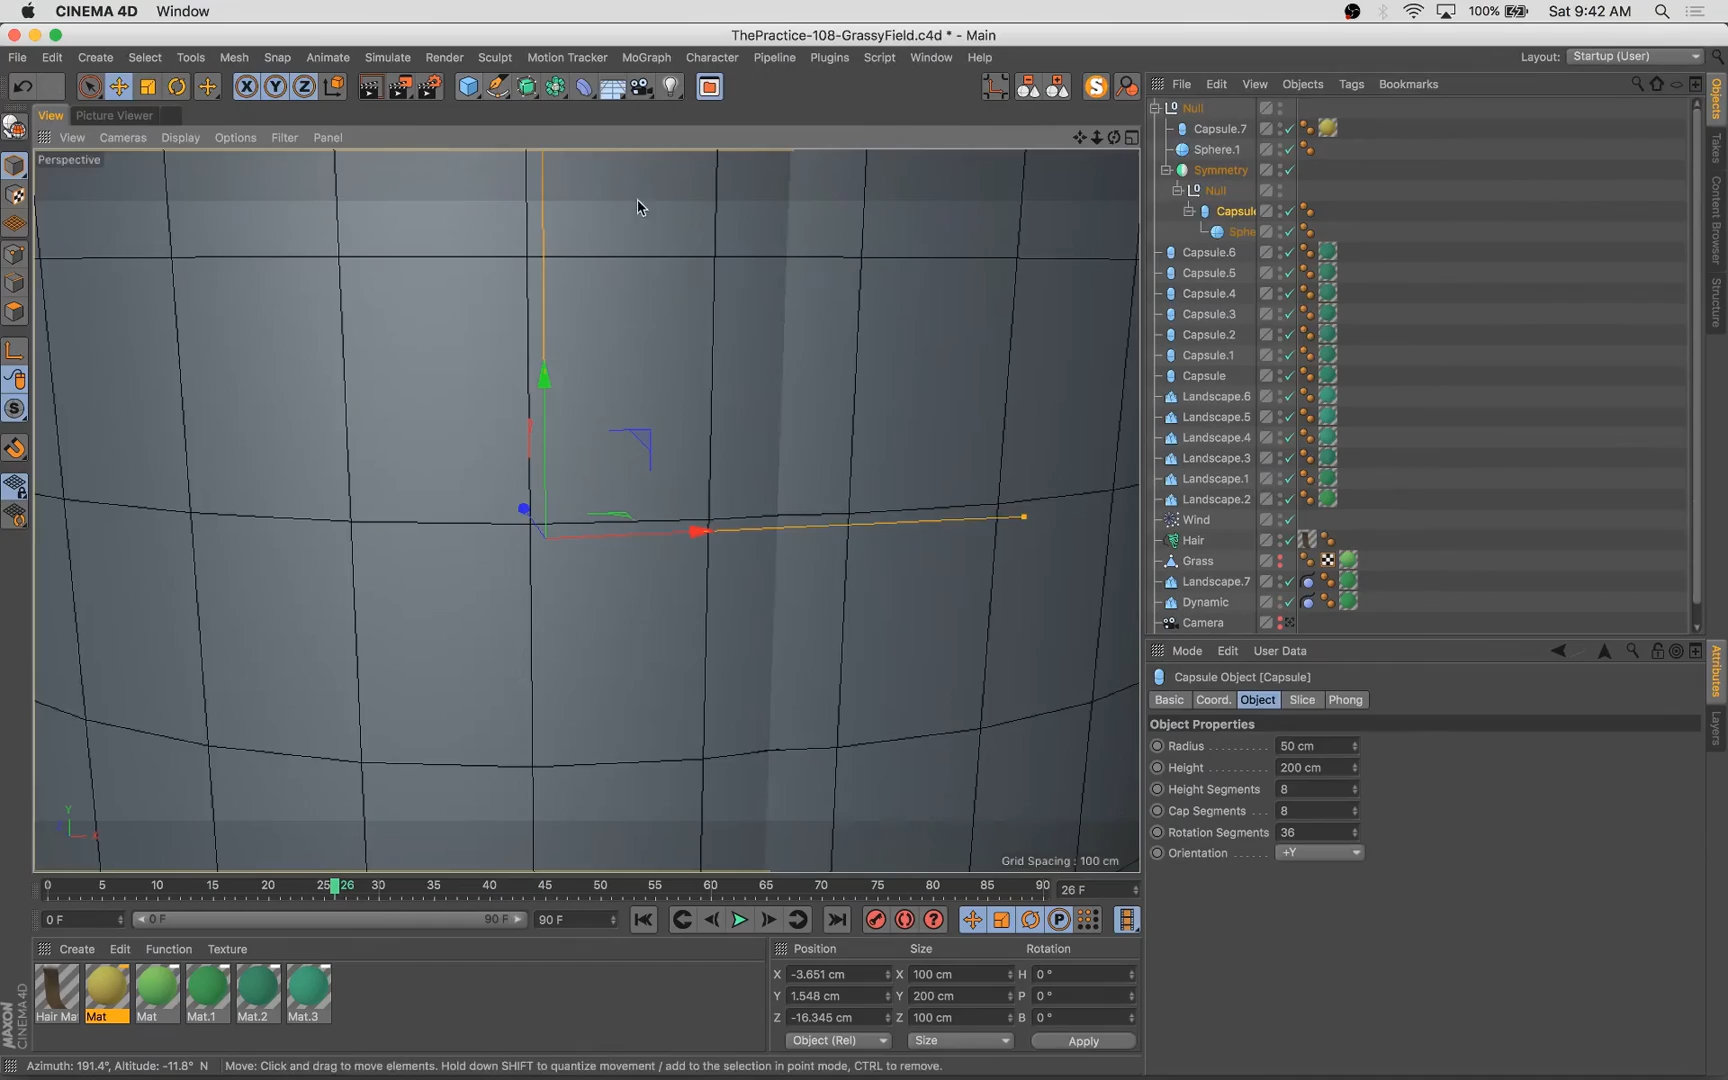 CINEMA 4D Window 100% Sat 9:42 AM
ThePractice-108-GrassyField.c4d * - Main
File Edit Create Select Tools Mesh Snap Animate Simulate Render Sculpt Motion Tracker MoGraph Character Pipeline Plugins Script Window Help Layout: Startup (User)
X Y Z S
File Edit View Objects Tags Bookmarks
View Picture Viewer
View Cameras Display Options Filter Panel
Perspective
Null
Capsule.7
Sphere.1
Symmetry
Null
Capsule
Sphe
Capsule.6
Capsule.5
Capsule.4
Capsule.3
Capsule.2
Capsule.1
Capsule
Landscape.6
Landscape.5
Landscape.4
Landscape.3
Landscape.1
Landscape.2
Wind
Hair
Grass
Landscape.7
Dynamic
Camera
Objects
Takes
Content Browser
Structure
Mode Edit User Data
Capsule Object [Capsule]
Basic Coord. Object Slice Phong
Object Properties
Radius 50 cm
Height 200 cm
Height Segments 8
Cap Segments 8
Rotation Segments 36
Orientation +Y
Attributes
Layers
Y
X
Grid Spacing : 100 cm
0 5 10 15 20 25 26 30 35 40 45 50 55 60 65 70 75 80 85 90 26 F
0 F 0 F 90 F 90 F
Create Edit Function Texture
Hair Ma Mat Mat Mat.1 Mat.2 Mat.3
Position Size Rotation
X -3.651 cm X 100 cm H 0 °
Y 1.548 cm Y 200 cm P 0 °
Z -16.345 cm Z 100 cm B 0 °
Object (Rel) Size Apply
MAXON
CINEMA 4D
Azimuth: 191.4°, Altitude: -11.8° N Move: Click and drag to move elements. Hold down SHIFT to quantize movement / add to the selection in point mode, CTRL to remove.